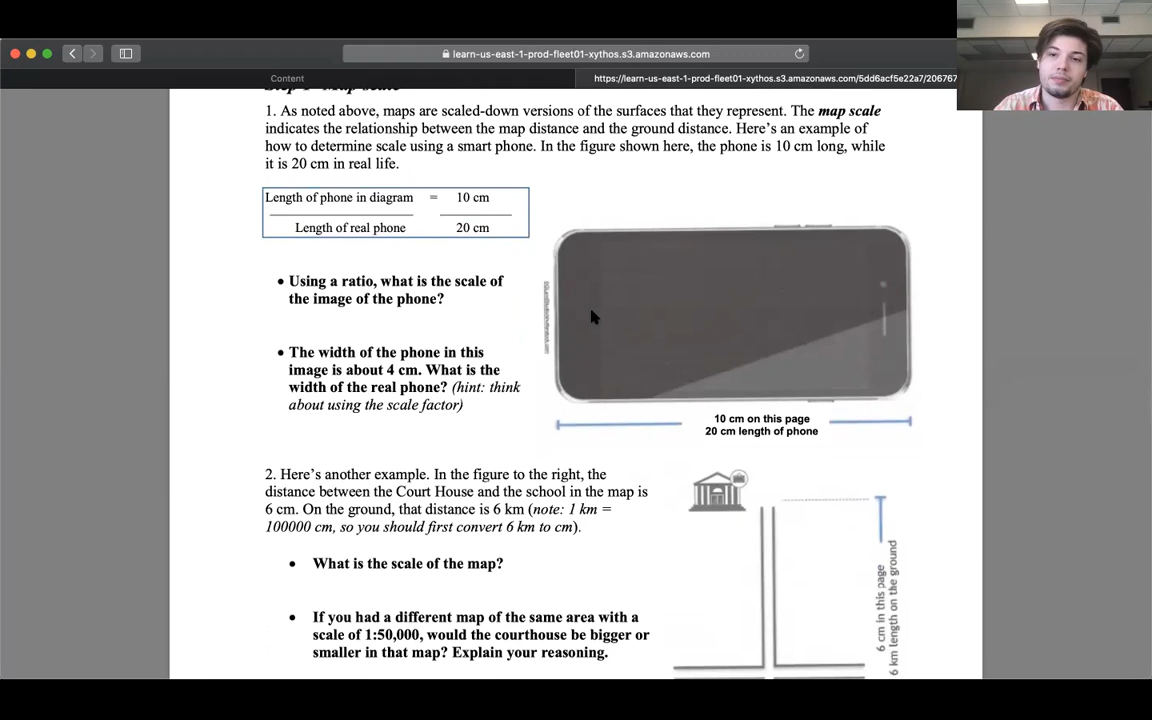 learn-us-east-1-prod-fleet01-xythos.s3.amazonaws.com
Content
https://learn-us-east-1-prod-fleet01-xythos.s3.amazonaws.com/5dd6acf5e22a7/206767
Step 1- Map scale
1. As noted above, maps are scaled-down versions of the surfaces that they represent. The map scale
indicates the relationship between the map distance and the ground distance. Here’s an example of
how to determine scale using a smart phone. In the figure shown here, the phone is 10 cm long, while
it is 20 cm in real life.
Length of phone in diagram = 10 cm
Length of real phone 20 cm
• Using a ratio, what is the scale of
the image of the phone?
• The width of the phone in this
image is about 4 cm. What is the
width of the real phone? (hint: think
about using the scale factor)
10 cm on this page
20 cm length of phone
2. Here’s another example. In the figure to the right, the
distance between the Court House and the school in the map is
6 cm. On the ground, that distance is 6 km (note: 1 km =
100000 cm, so you should first convert 6 km to cm).
• What is the scale of the map?
• If you had a different map of the same area with a
scale of 1:50,000, would the courthouse be bigger or
smaller in that map? Explain your reasoning.
6 cm in this page
6 km length on the ground